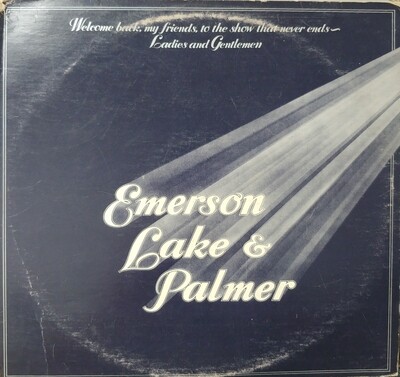 Welcome back, my friends, to the show that never ends~
Ladies and Gentlemen
Emerson
Lake &
Palmer